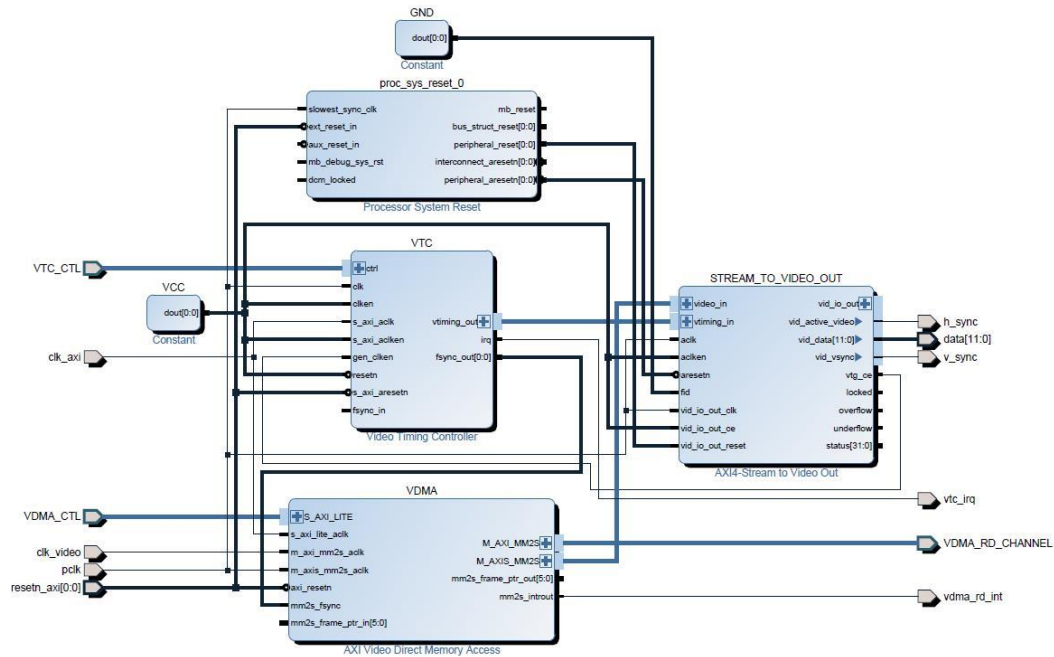 GND
dout[0:0]
Constant
proc_sys_reset_0
slowest_sync_clk
ext_reset_in
aux_reset_in
mb_debug_sys_rst
dcm_locked
mb_reset
bus_struct_reset[0:0]
peripheral_reset[0:0]
interconnect_aresetn[0:0]
peripheral_aresetn[0:0]
Processor System Reset
VTC_CTL
VCC
dout[0:0]
Constant
clk_axi
VTC
ctrl
clk
clken
s_axi_aclk
s_axi_aclken
gen_clken
resetn
s_axi_aresetn
fsync_in
vtiming_out
irq
fsync_out[0:0]
Video Timing Controller
STREAM_TO_VIDEO_OUT
video_in
vtiming_in
aclk
aclken
aresetn
fid
vid_io_out_clk
vid_io_out_ce
vid_io_out_reset
vid_io_out
vid_active_video
vid_data[11:0]
vid_vsync
vtg_ce
locked
overflow
underflow
status[31:0]
AXI4-Stream to Video Out
h_sync
data[11:0]
v_sync
vtc_irq
VDMA_CTL
clk_video
pclk
resetn_axi[0:0]
VDMA
S_AXI_LITE
s_axi_lite_aclk
m_axi_mm2s_aclk
m_axis_mm2s_aclk
axi_resetn
mm2s_fsync
mm2s_frame_ptr_in[5:0]
M_AXI_MM2S
M_AXIS_MM2S
mm2s_frame_ptr_out[5:0]
mm2s_introut
AXI Video Direct Memory Access
VDMA_RD_CHANNEL
vdma_rd_int